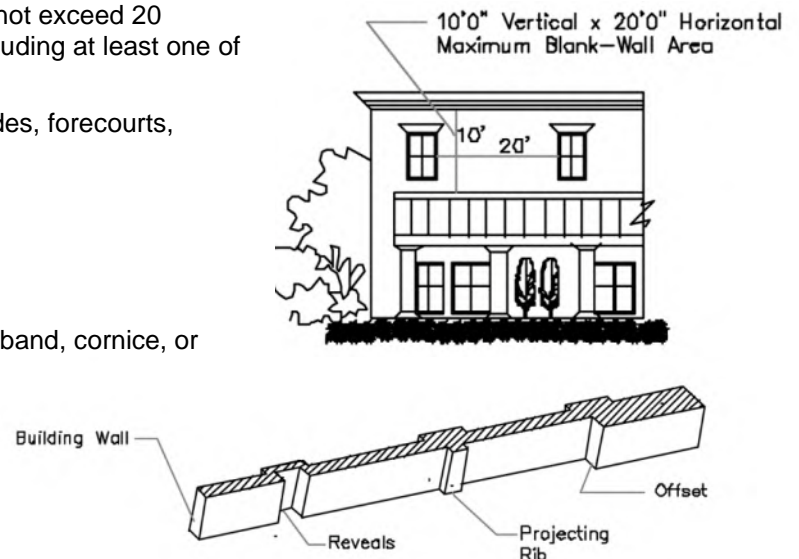 not exceed 20
uding at least one of
des, forecourts,
band, cornice, or
10'0" Vertical x 20'0" Horizontal
Maximum Blank-Wall Area
10'
20'
Building Wall
Reveals
Projecting
Rib
Offset